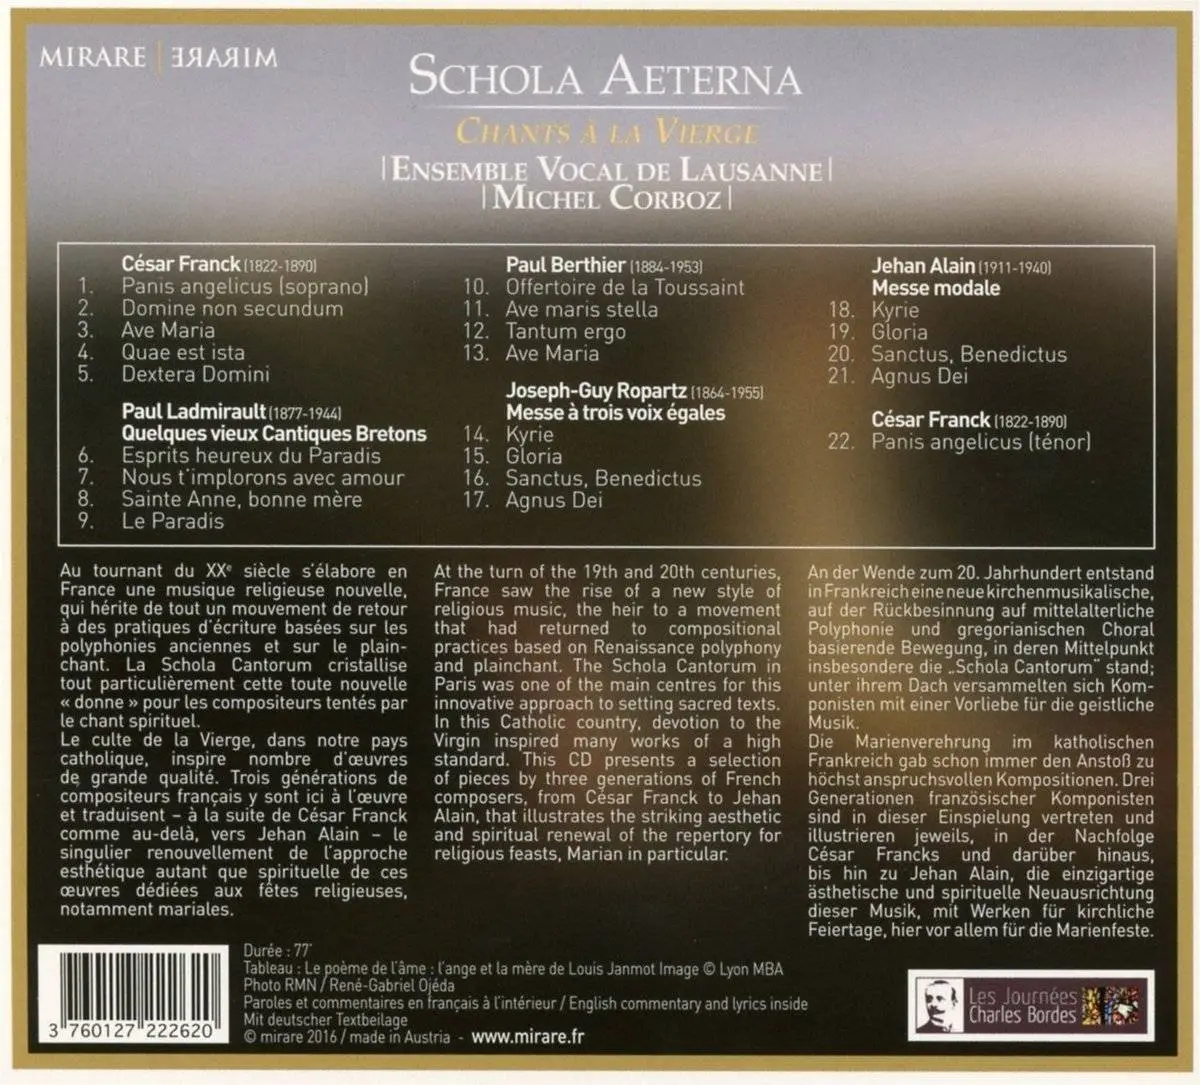 MIRARE | MIRARE
SCHOLA AETERNA
CHANTS À LA VIERGE
|ENSEMBLE VOCAL DE LAUSANNE|
|MICHEL CORBOZ|
César Franck (1822-1890)
1. Panis angelicus (soprano)
2. Domine non secundum
3. Ave Maria
4. Quae est ista
5. Dextera Domini
Paul Ladmirault (1877-1944)
Quelques vieux Cantiques Bretons
6. Esprits heureux du Paradis
7. Nous t'implorons avec amour
8. Sainte Anne, bonne mère
9. Le Paradis
Paul Berthier (1884-1953)
10. Offertoire de la Toussaint
11. Ave maris stella
12. Tantum ergo
13. Ave Maria
Joseph-Guy Ropartz (1864-1955)
Messe à trois voix égales
14. Kyrie
15. Gloria
16. Sanctus, Benedictus
17. Agnus Dei
Jehan Alain (1911-1940)
Messe modale
18. Kyrie
19. Gloria
20. Sanctus, Benedictus
21. Agnus Dei
César Franck (1822-1890)
22. Panis angelicus (ténor)
Au tournant du XXe siècle s'élabore en
France une musique religieuse nouvelle,
qui hérite de tout un mouvement de retour
à des pratiques d'écriture basées sur les
polyphonies anciennes et sur le plain-
chant. La Schola Cantorum cristallise
tout particulièrement cette toute nouvelle
« donne » pour les compositeurs tentés par
le chant spirituel.
Le culte de la Vierge, dans notre pays
catholique, inspire nombre d'œuvres
de grande qualité. Trois générations de
compositeurs français y sont ici à l'œuvre
et traduisent – à la suite de César Franck
comme au-delà, vers Jehan Alain – le
singulier renouvellement de l'approche
esthétique autant que spirituelle de ces
œuvres dédiées aux fêtes religieuses,
notamment mariales.
At the turn of the 19th and 20th centuries,
France saw the rise of a new style of
religious music, the heir to a movement
that had returned to compositional
practices based on Renaissance polyphony
and plainchant. The Schola Cantorum in
Paris was one of the main centres for this
innovative approach to setting sacred texts.
In this Catholic country, devotion to the
Virgin inspired many works of a high
standard. This CD presents a selection
of pieces by three generations of French
composers, from César Franck to Jehan
Alain, that illustrates the striking aesthetic
and spiritual renewal of the repertory for
religious feasts, Marian in particular.
An der Wende zum 20. Jahrhundert entstand
in Frankreich eine neue kirchenmusikalische,
auf der Rückbesinnung auf mittelalterliche
Polyphonie und gregorianischen Choral
basierende Bewegung, in deren Mittelpunkt
insbesondere die „Schola Cantorum" stand;
unter ihrem Dach versammelten sich Kom-
ponisten mit einer Vorliebe für die geistliche
Musik.
Die Marienverehrung im katholischen
Frankreich gab schon immer den Anstoß zu
höchst anspruchsvollen Kompositionen. Drei
Generationen französischer Komponisten
sind in dieser Einspielung vertreten und
illustrieren jeweils, in der Nachfolge
César Francks und darüber hinaus,
bis hin zu Jehan Alain, die einzigartige
ästhetische und spirituelle Neuausrichtung
dieser Musik, mit Werken für kirchliche
Feiertage, hier vor allem für die Marienfeste.
3 760127 222620
Durée : 77'
Tableau : Le poème de l'âme : l'ange et la mère de Louis Janmot Image © Lyon MBA
Photo RMN / René-Gabriel Ojéda
Paroles et commentaires en français à l'intérieur / English commentary and lyrics inside
Mit deutscher Textbeilage
© mirare 2016 / made in Austria - www.mirare.fr
Les Journées
Charles Bordes